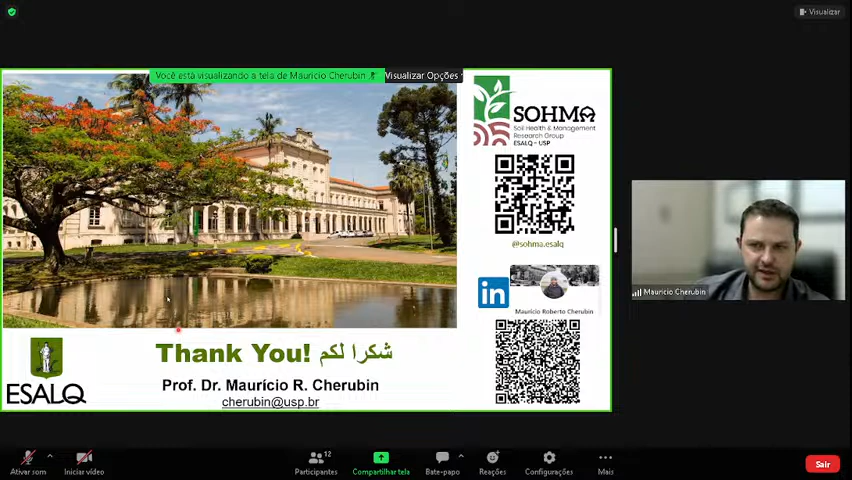 Visualizar
Você está visualizando a tela de Mauricio Cherubin
Visualizar Opções
SOHMA
Soil Health & Management
Research Group
ESALQ - USP
@sohma.esalq
in
Maurício Roberto Cherubin
Mauricio Cherubin
Thank You! شكرا لكم
Prof. Dr. Maurício R. Cherubin
cherubin@usp.br
ESALQ
Ativar som
Iniciar vídeo
12
Participantes
Compartilhar tela
Bate-papo
Reações
Configurações
Mais
Sair